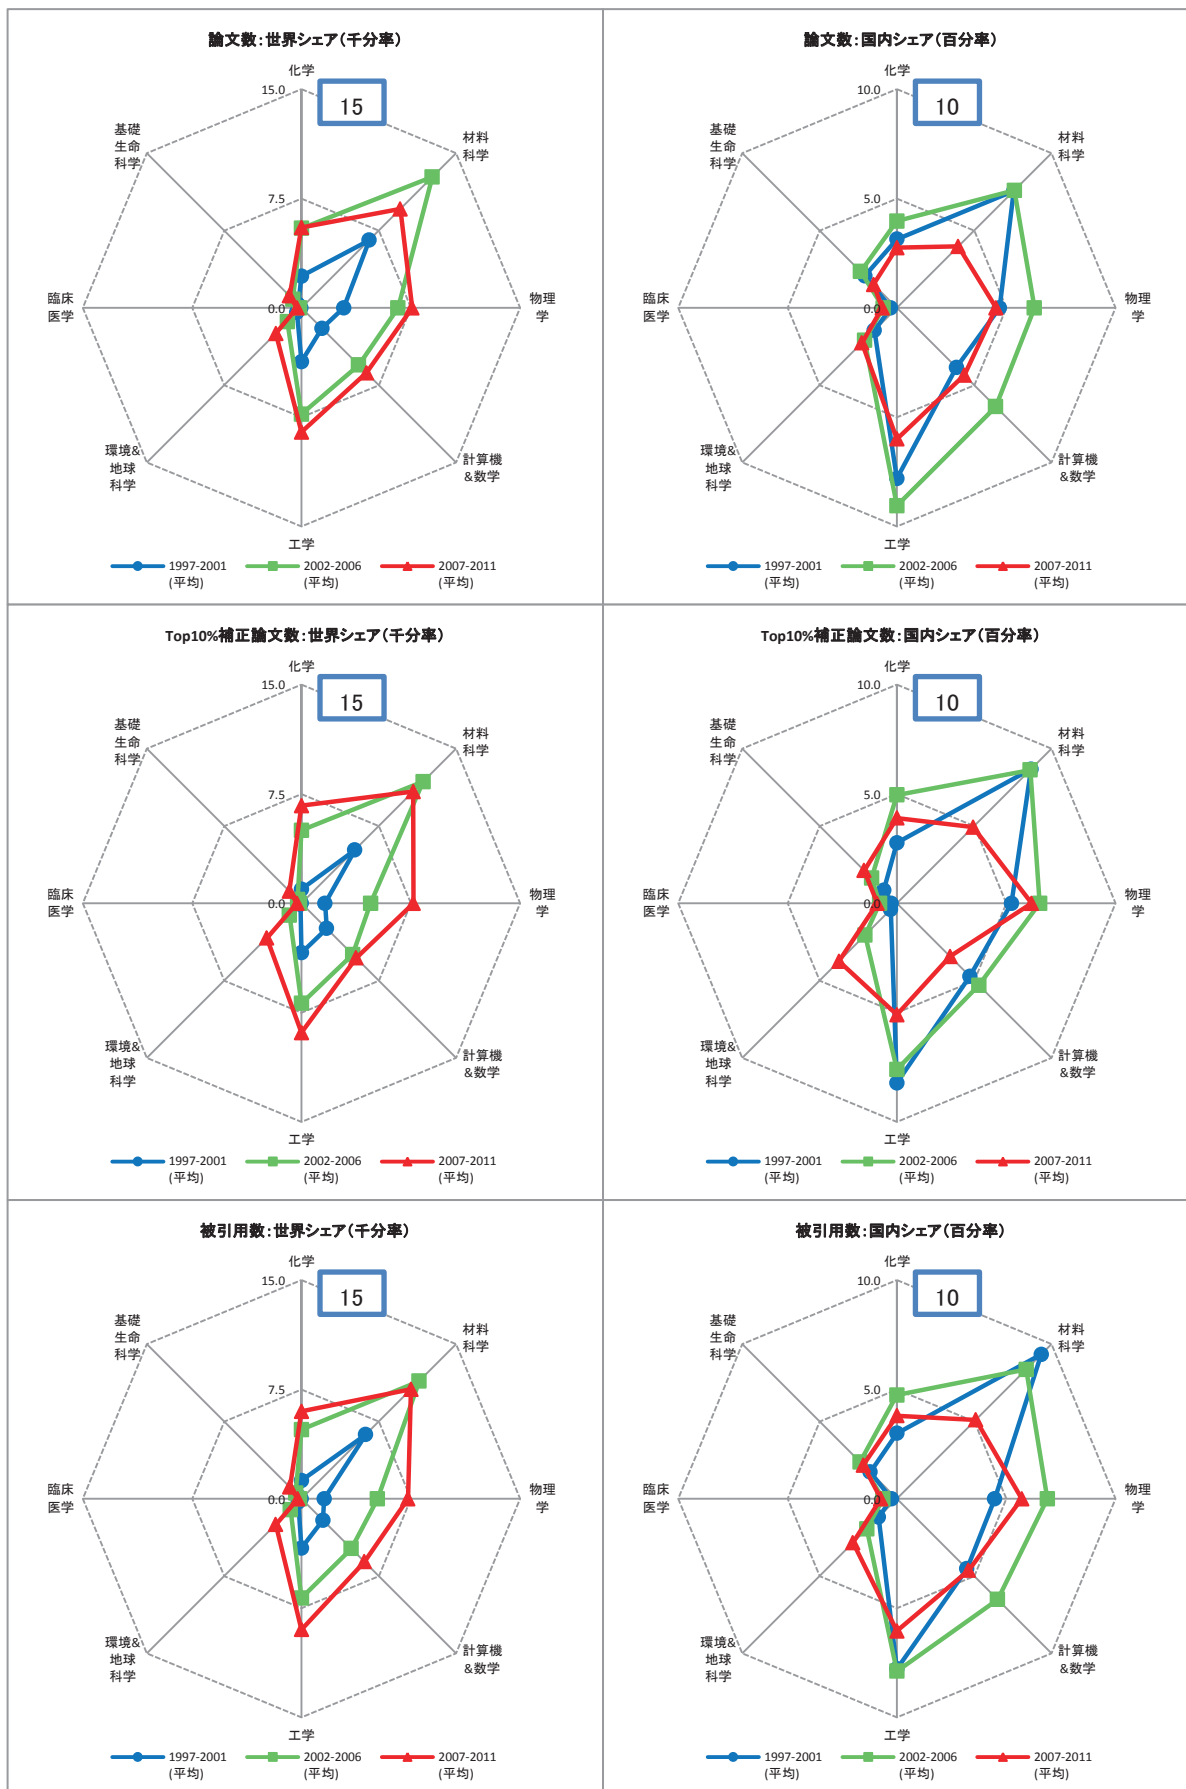 論文数:世界シェア(千分率)
化学
15.0
15
基礎
生命
科学
材料
科学
7.5
臨床
医学
0.0
物理
学
環境&
地球
科学
計算機
&数学
工学
1997-2001
(平均)
2002-2006
(平均)
2007-2011
(平均)
論文数:国内シェア(百分率)
化学
10.0
10
基礎
生命
科学
材料
科学
5.0
臨床
医学
0.0
物理
学
環境&
地球
科学
計算機
&数学
工学
1997-2001
(平均)
2002-2006
(平均)
2007-2011
(平均)
Top10%補正論文数:世界シェア(千分率)
化学
15.0
15
基礎
生命
科学
材料
科学
7.5
臨床
医学
0.0
物理
学
環境&
地球
科学
計算機
&数学
工学
1997-2001
(平均)
2002-2006
(平均)
2007-2011
(平均)
Top10%補正論文数:国内シェア(百分率)
化学
10.0
10
基礎
生命
科学
材料
科学
5.0
臨床
医学
0.0
物理
学
環境&
地球
科学
計算機
&数学
工学
1997-2001
(平均)
2002-2006
(平均)
2007-2011
(平均)
被引用数:世界シェア(千分率)
化学
15.0
15
基礎
生命
科学
材料
科学
7.5
臨床
医学
0.0
物理
学
環境&
地球
科学
計算機
&数学
工学
1997-2001
(平均)
2002-2006
(平均)
2007-2011
(平均)
被引用数:国内シェア(百分率)
化学
10.0
10
基礎
生命
科学
材料
科学
5.0
臨床
医学
0.0
物理
学
環境&
地球
科学
計算機
&数学
工学
1997-2001
(平均)
2002-2006
(平均)
2007-2011
(平均)